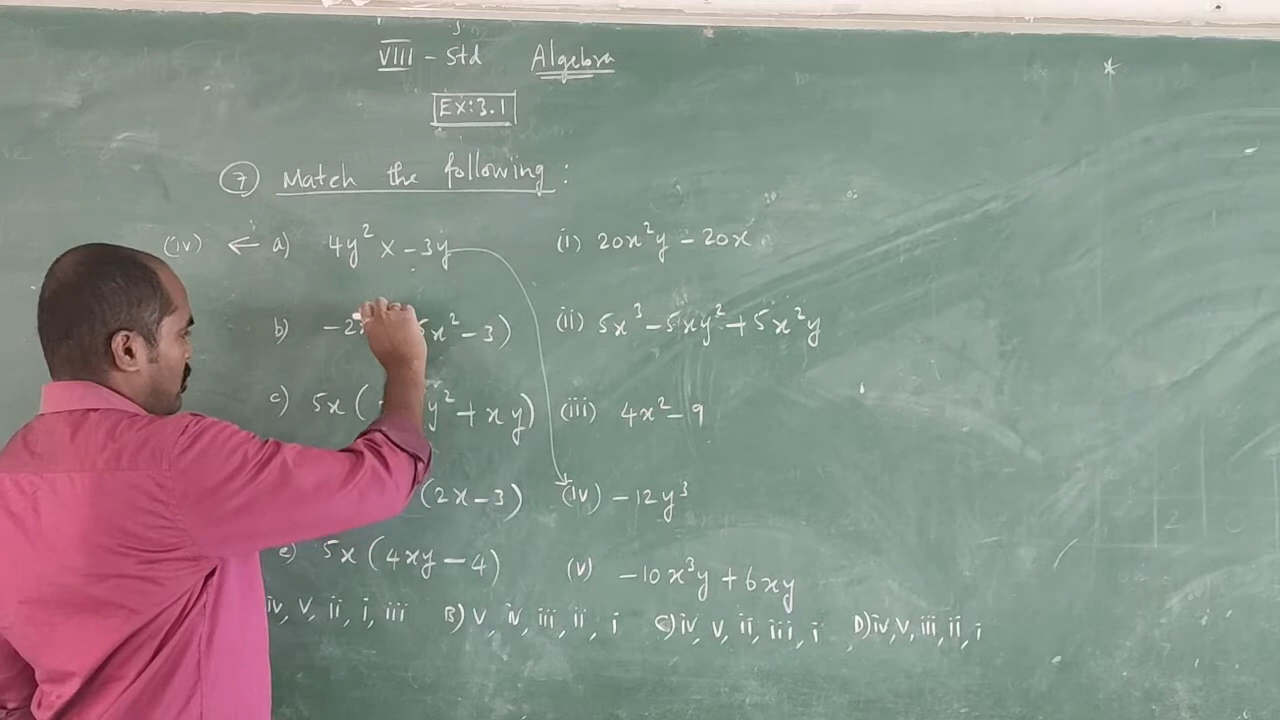 VIII - Std Algebra
Ex: 3.1
7 Match the following :
(iv) ← a) 4y² × -3y (i) 20x²y - 20x
b) -2 5x² - 3) (ii) 5x³ - 5xy² + 5x²y
c) 5x ( y² + xy) (iii) 4x² - 9
(2x - 3) (iv) -12y³
e) 5x (4xy - 4) (v) -10x³y + 6xy
iv, v, ii, i, iii B) v, iv, iii, ii, i C) iv, v, ii, iii, i D) iv, v, iii, ii, i